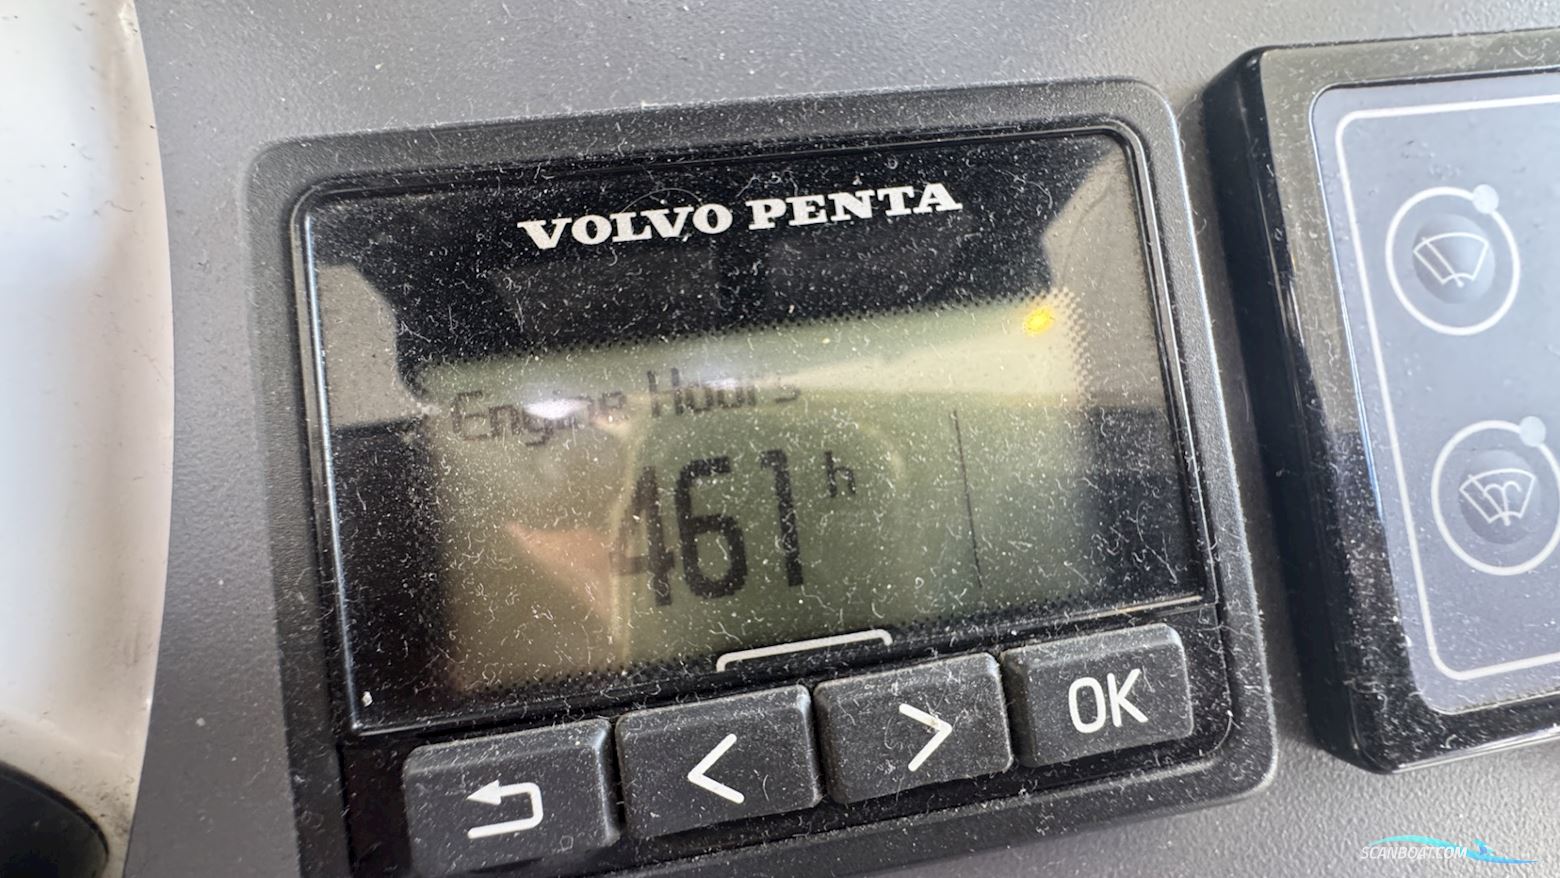 VOLVO PENTA
Engine Hours
461 h
OK
SCANBOAT.COM